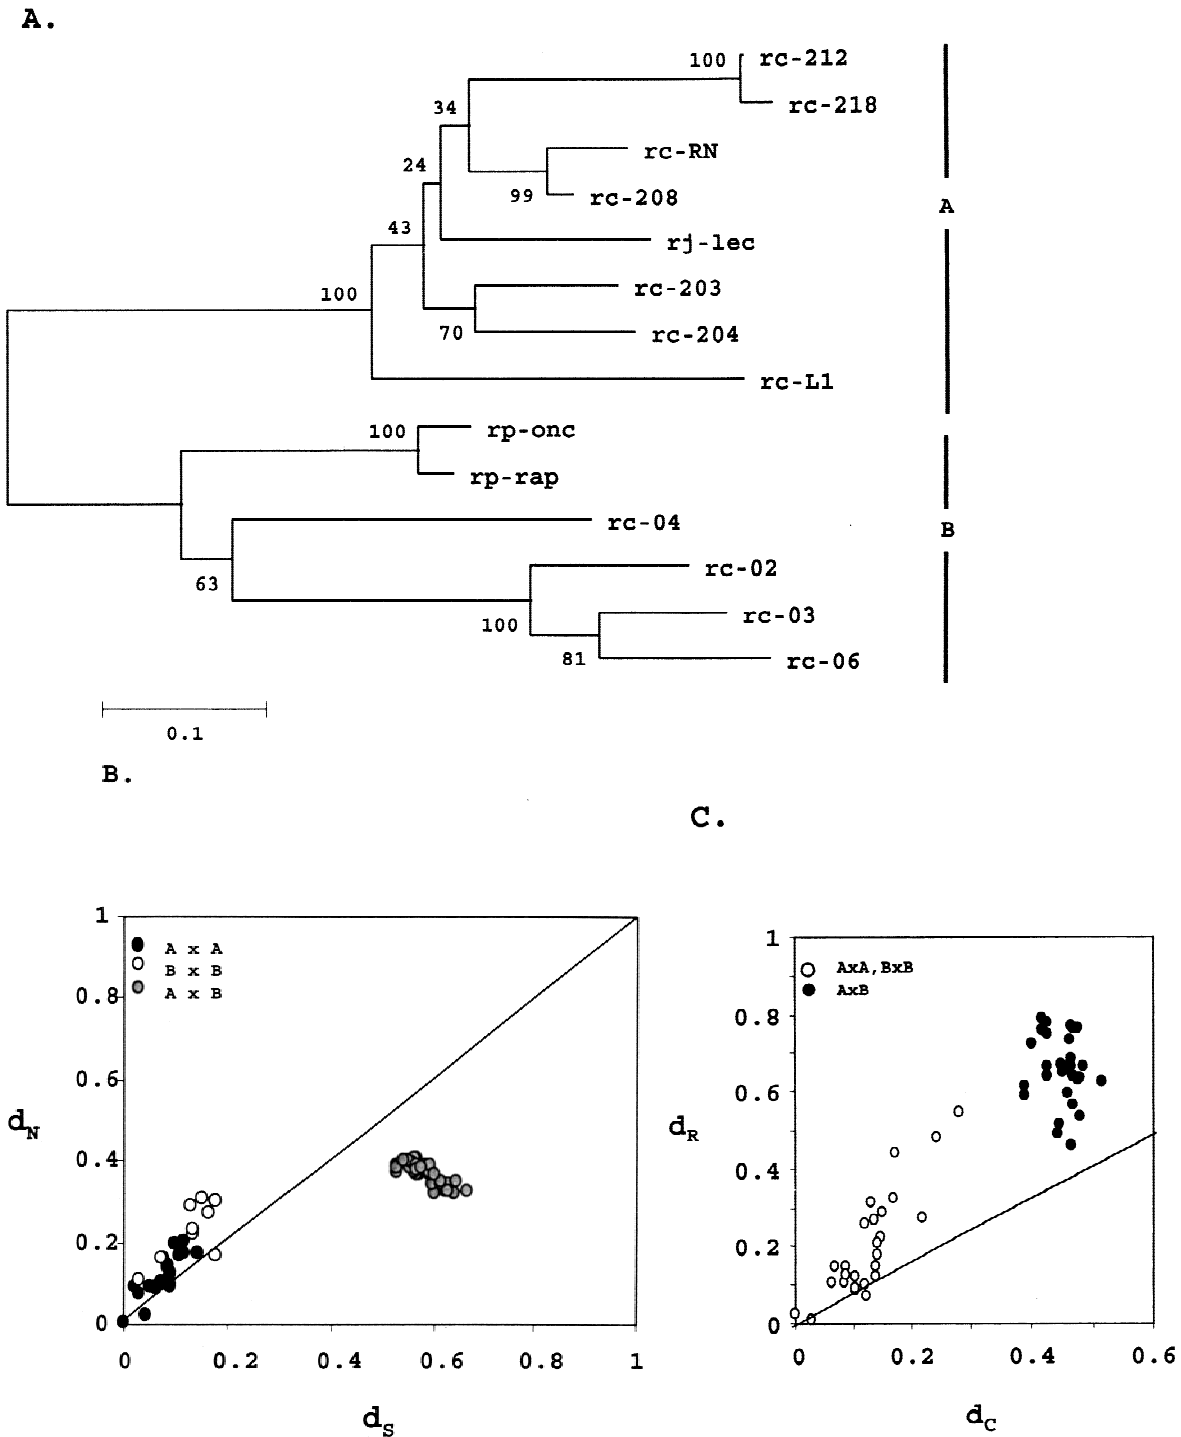 A.
100 rc-212
rc-218
34
rc-RN
24
99 rc-208
A
43
rj-lec
rc-203
100
70 rc-204
rc-L1
100 rp-onc
rp-rap
rc-04
B
rc-02
63
rc-03
100
81 rc-06
0.1
B.
C.
1
A x A
B x B
A x B
0.8
0.6
dN
0.4
0.2
0
0 0.2 0.4 0.6 0.8 1
dS
1
AxA,BxB
AxB
0.8
0.6
dR
0.4
0.2
0
0 0.2 0.4 0.6
dC